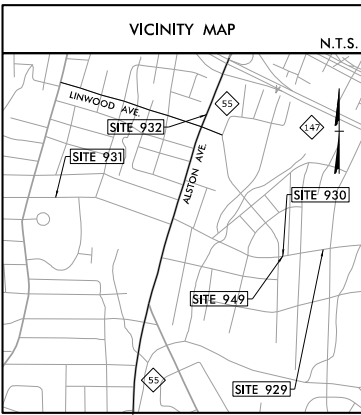 VICINITY MAP
N.T.S.
LINWOOD AVE.
55
SITE 932
147
SITE 931
ALSTON AVE.
SITE 930
SITE 949
55
SITE 929